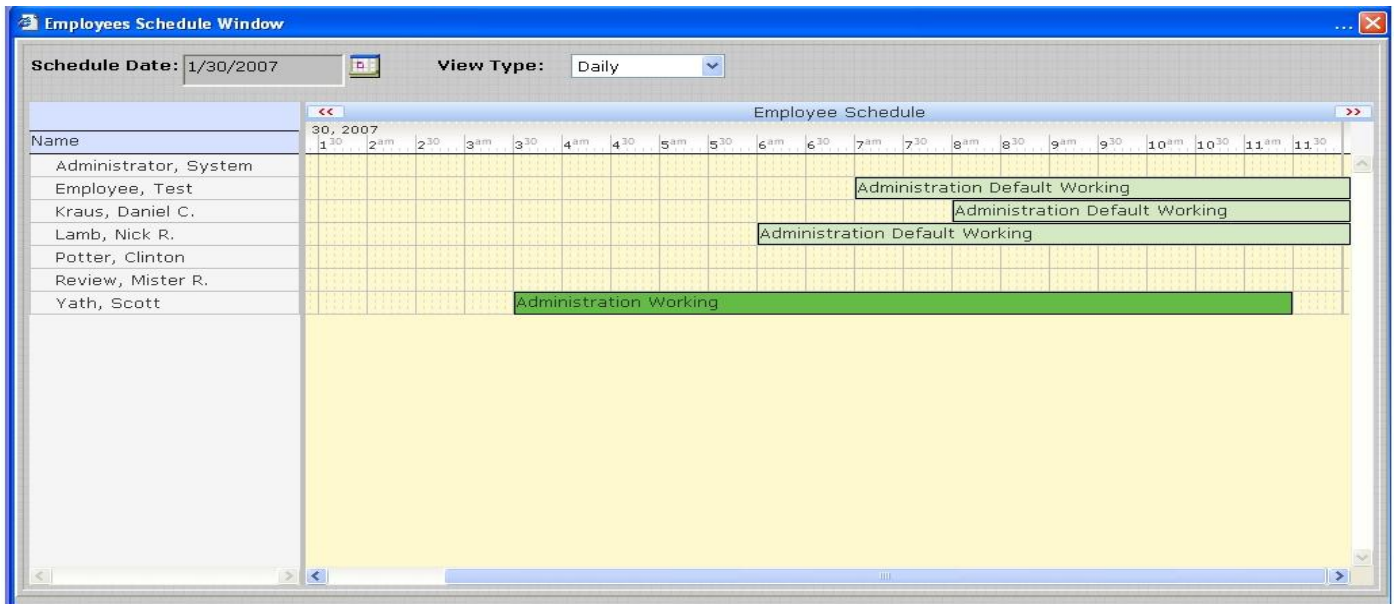 Employees Schedule Window ...
Schedule Date: 1/30/2007 View Type: Daily
<< Employee Schedule >>
30, 2007
Name 1 30 2 am 2 30 3 am 3 30 4 am 4 30 5 am 5 30 6 am 6 30 7 am 7 30 8 am 8 30 9 am 9 30 10 am 10 30 11 am 11 30
Administrator, System
Employee, Test Administration Default Working
Kraus, Daniel C. Administration Default Working
Lamb, Nick R. Administration Default Working
Potter, Clinton
Review, Mister R.
Yath, Scott Administration Working